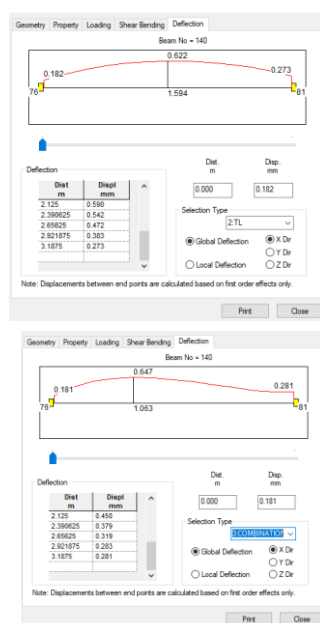 Geometry Property Loading Shear Bending Deflection
Beam No = 140
0.622
0.182
0.273
76
81
1.594
Deflection
Dist m Displ mm
2.125 0.590
2.390625 0.542
2.65625 0.472
2.921875 0.383
3.1875 0.273
Dist. m Disp. mm
0.000 0.182
Selection Type
2:TL
Global Deflection X Dir
Y Dir
Local Deflection Z Dir
Note: Displacements between end points are calculated based on first order effects only.
Print Close
Geometry Property Loading Shear Bending Deflection
Beam No = 140
0.647
0.181
0.281
76
81
1.063
Deflection
Dist m Displ mm
2.125 0.450
2.390625 0.379
2.65625 0.319
2.921875 0.283
3.1875 0.281
Dist. m Disp. mm
0.000 0.181
Selection Type
3:COMBINATION
Global Deflection X Dir
Y Dir
Local Deflection Z Dir
Note: Displacements between end points are calculated based on first order effects only.
Print Close